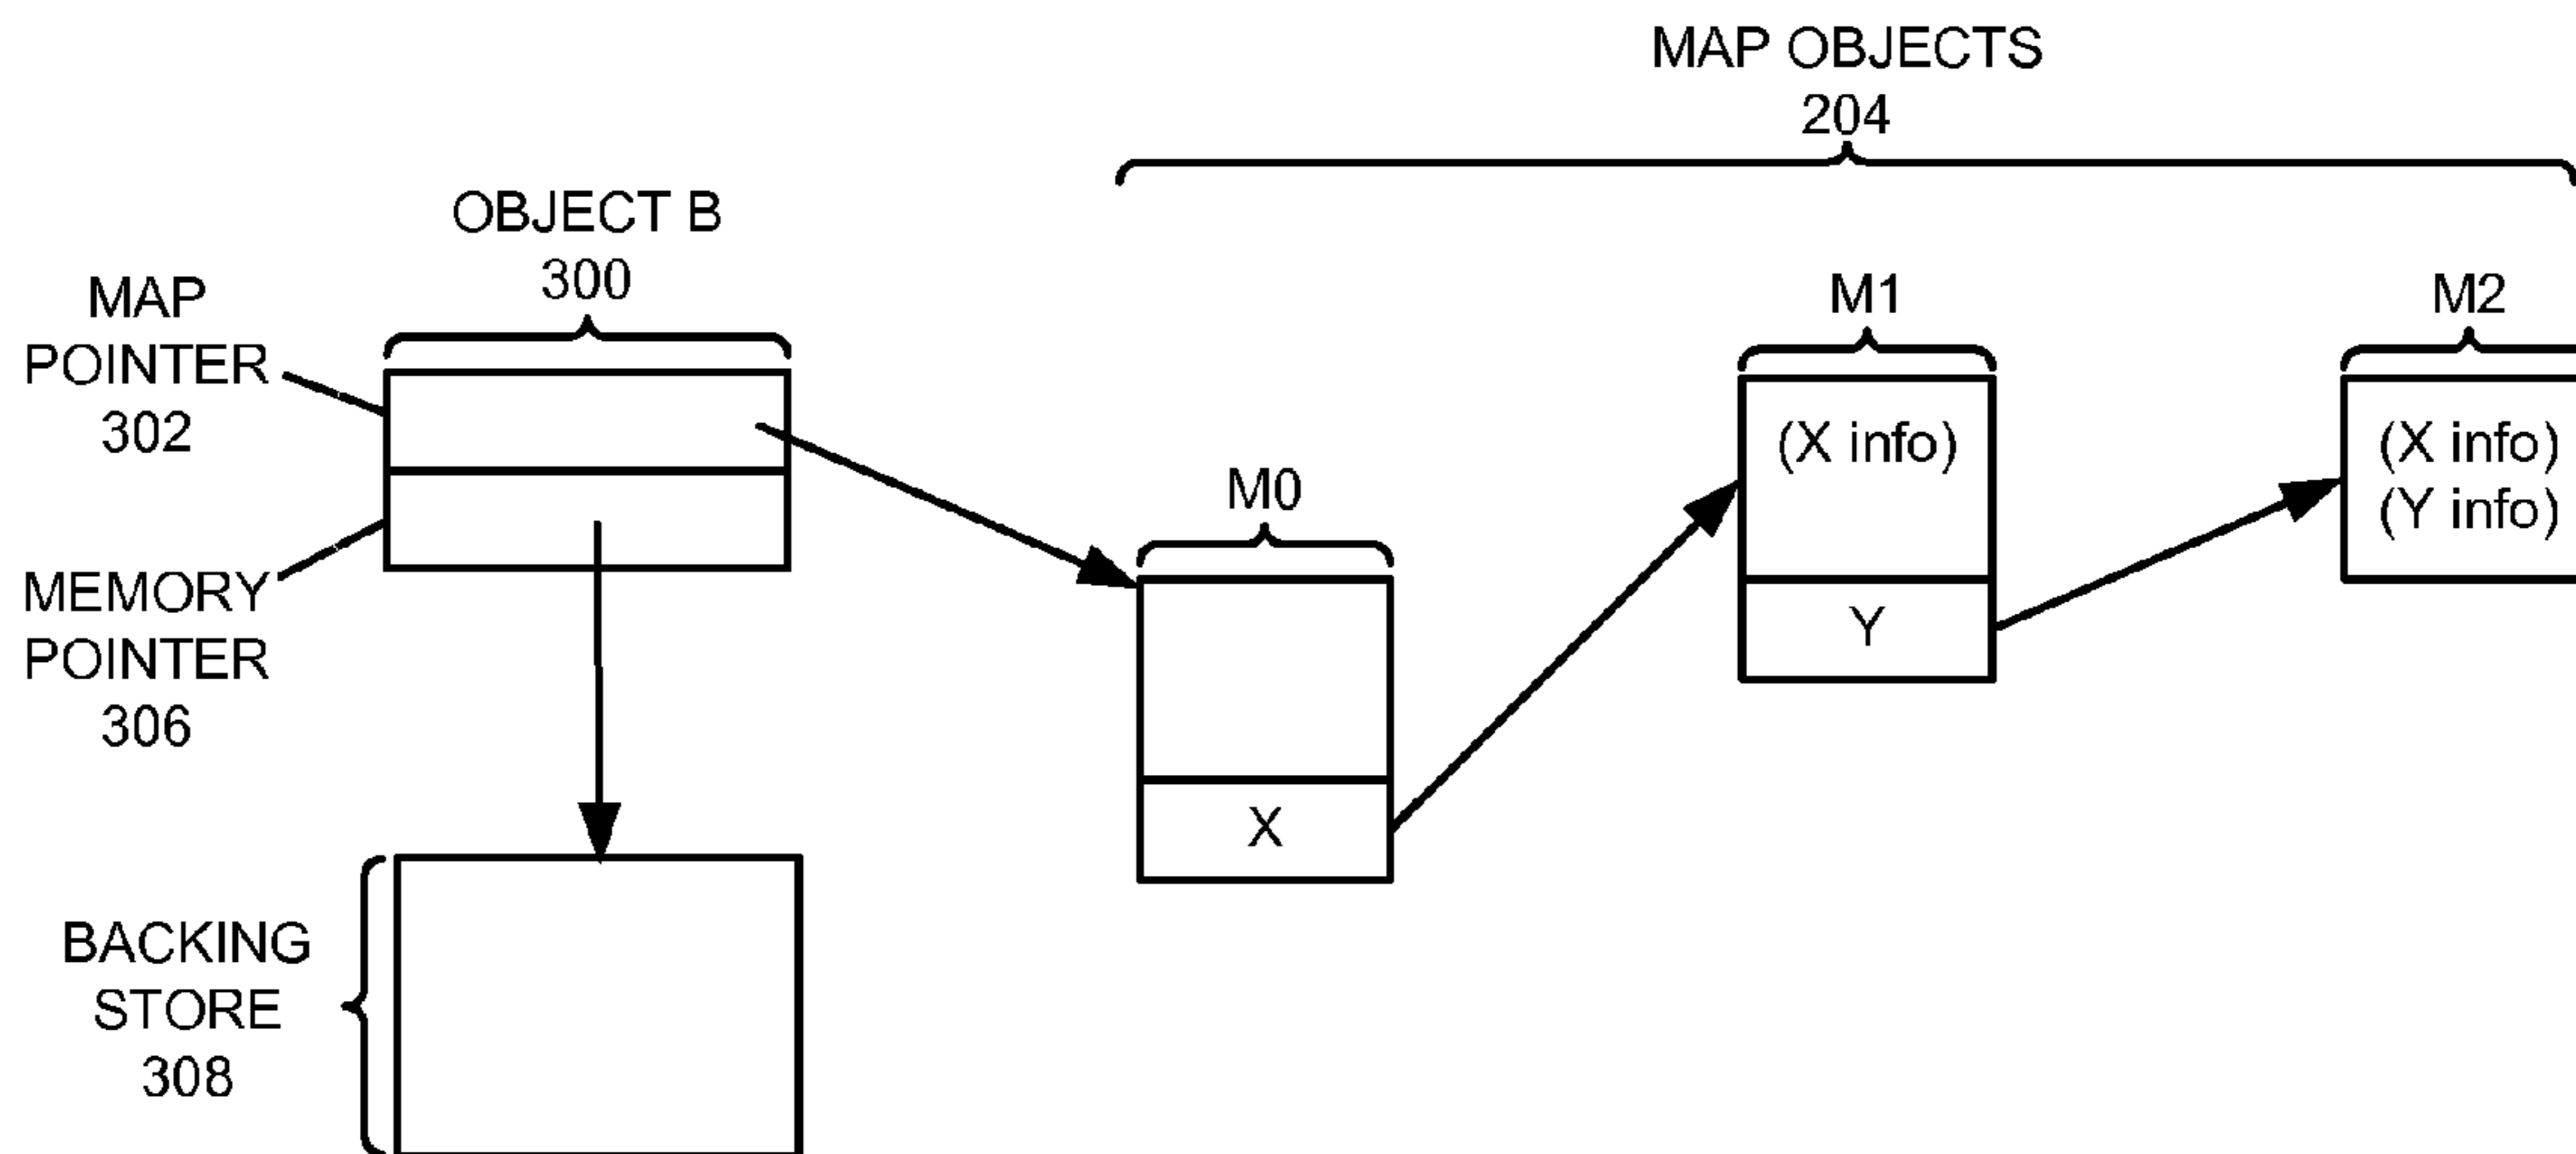 MAP OBJECTS
204
OBJECT B
300
MAP
POINTER
302
MEMORY
POINTER
306
BACKING
STORE
308
M0
X
M1
(X info)
Y
M2
(X info)
(Y info)